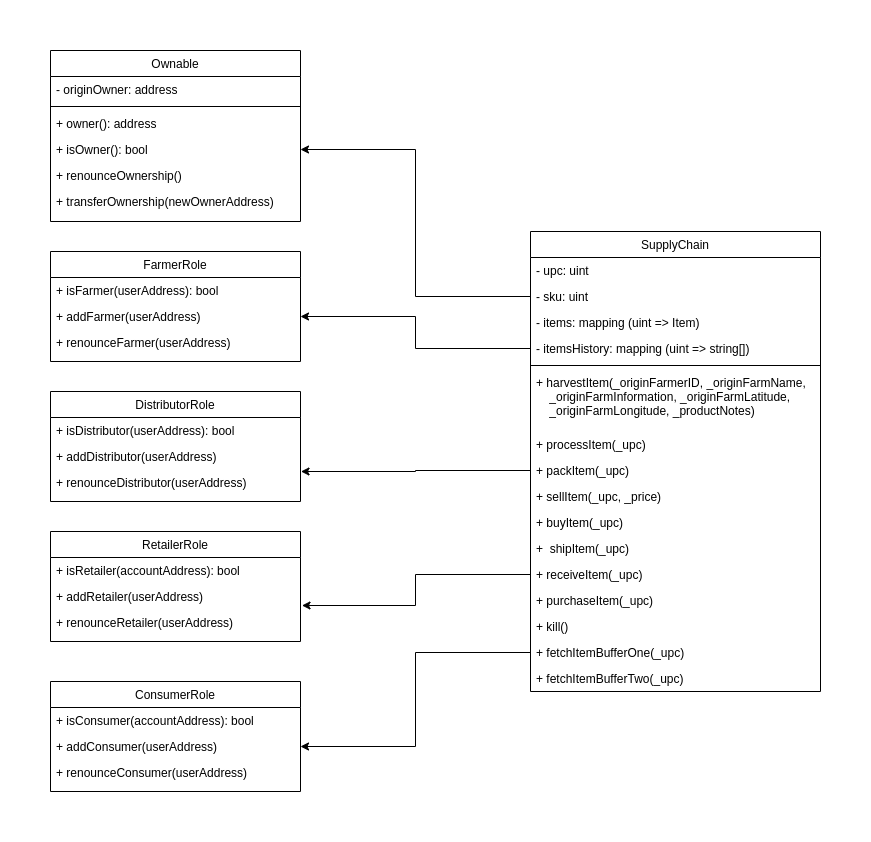 Ownable
- originOwner: address
+ owner(): address
+ isOwner(): bool
+ renounceOwnership()
+ transferOwnership(newOwnerAddress)
FarmerRole
+ isFarmer(userAddress): bool
+ addFarmer(userAddress)
+ renounceFarmer(userAddress)
DistributorRole
+ isDistributor(userAddress): bool
+ addDistributor(userAddress)
+ renounceDistributor(userAddress)
RetailerRole
+ isRetailer(accountAddress): bool
+ addRetailer(userAddress)
+ renounceRetailer(userAddress)
ConsumerRole
+ isConsumer(accountAddress): bool
+ addConsumer(userAddress)
+ renounceConsumer(userAddress)
SupplyChain
- upc: uint
- sku: uint
- items: mapping (uint => Item)
- itemsHistory: mapping (uint => string[])
+ harvestItem(_originFarmerID, _originFarmName,
_originFarmInformation, _originFarmLatitude,
_originFarmLongitude, _productNotes)
+ processItem(_upc)
+ packItem(_upc)
+ sellItem(_upc, _price)
+ buyItem(_upc)
+  shipItem(_upc)
+ receiveItem(_upc)
+ purchaseItem(_upc)
+ kill()
+ fetchItemBufferOne(_upc)
+ fetchItemBufferTwo(_upc)